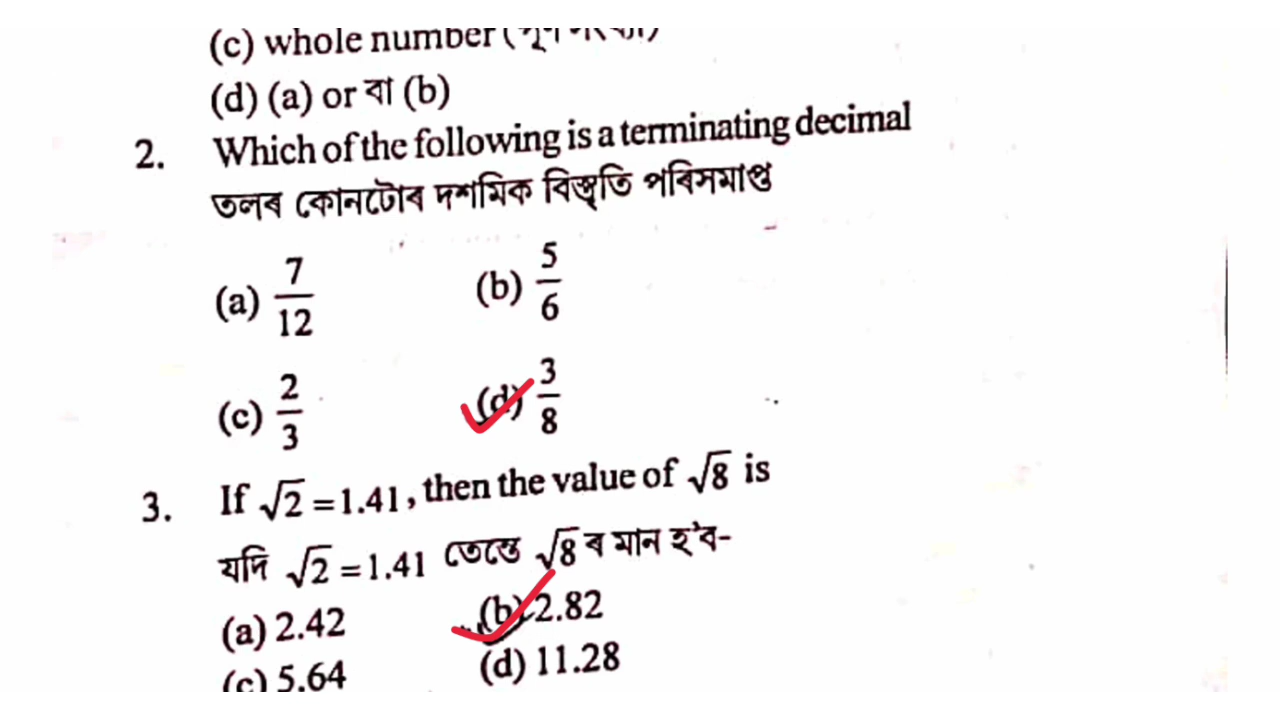 (c) whole number (পূৰ্ণ সংখ্যা)
(d) (a) or বা (b)
2. Which of the following is a terminating decimal
তলৰ কোনটোৰ দশমিক বিস্তৃতি পৰিসমাপ্ত
(a) 7/12 (b) 5/6
(c) 2/3 (d) 3/8
3. If √2 = 1.41, then the value of √8 is
যদি √2 = 1.41 তেন্তে √8 ৰ মান হ'ব-
(a) 2.42 (b) 2.82
(c) 5.64 (d) 11.28